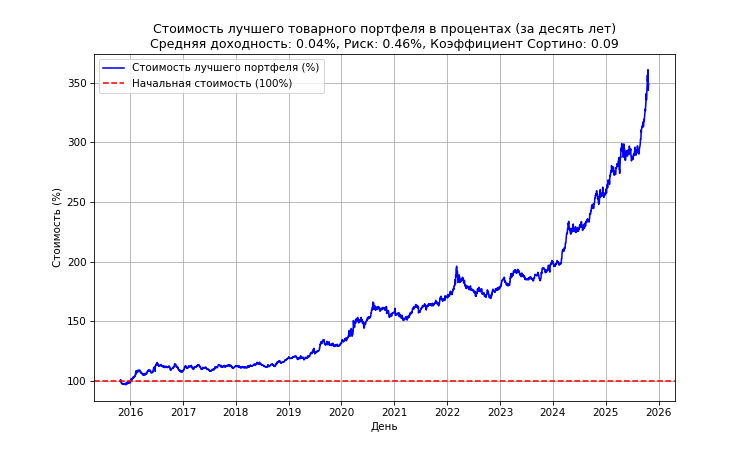 Стоимость лучшего товарного портфеля в процентах (за десять лет)
Средняя доходность: 0.04%, Риск: 0.46%, Коэффициент Сортино: 0.09
Стоимость лучшего портфеля (%)
Начальная стоимость (100%)
Стоимость (%)
350
300
250
200
150
100
2016 2017 2018 2019 2020 2021 2022 2023 2024 2025 2026
День